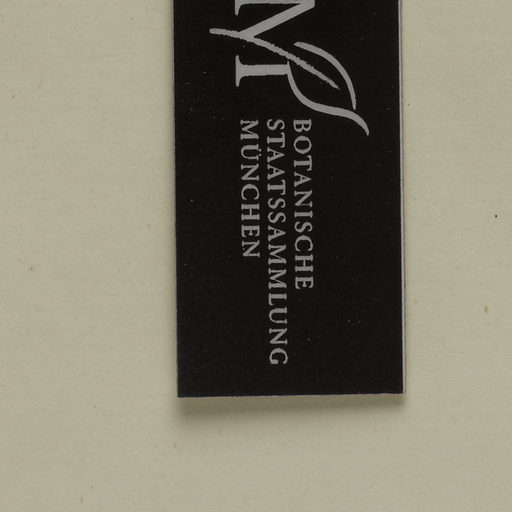 M
BOTANISCHE
STAATSSAMMLUNG
MÜNCHEN